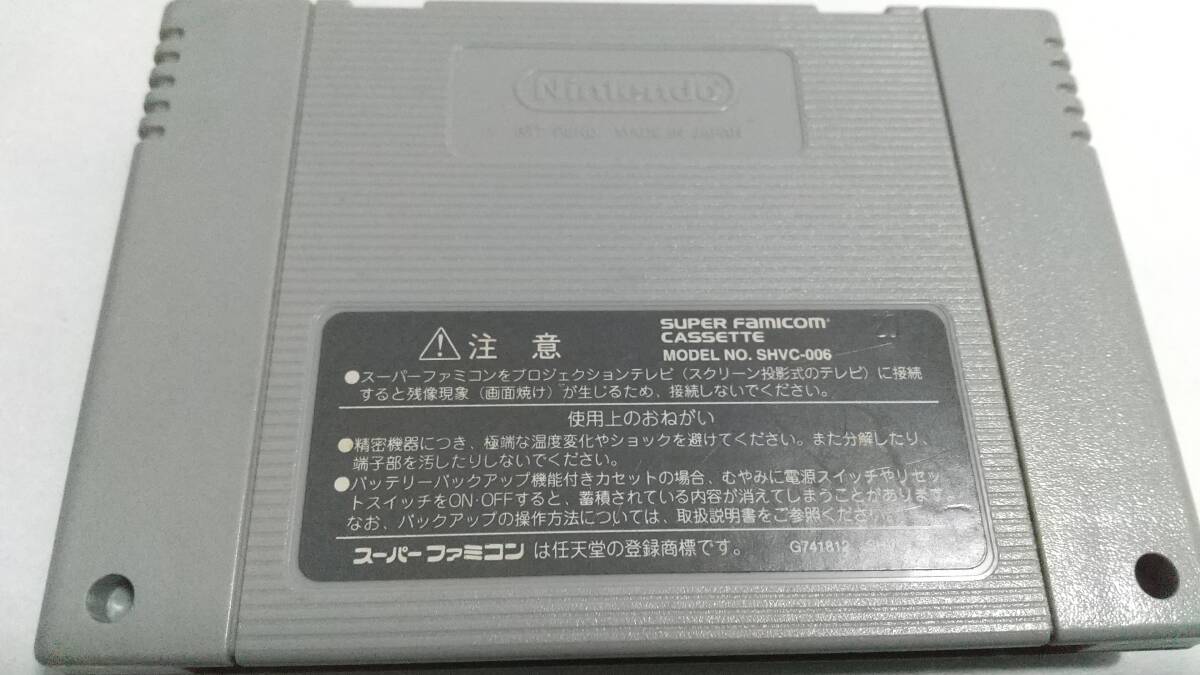 Nintendo
MADE IN JAPAN
注意
SUPER FAMICOM
CASSETTE
MODEL NO. SHVC-006
●スーパーファミコンをプロジェクションテレビ（スクリーン投影式のテレビ）に接続
すると残像現象（画面焼け）が生じるため、接続しないでください。
使用上のおねがい
●精密機器につき、極端な温度変化やショックを避けてください。また分解したり、
端子部を汚したりしないでください。
●バッテリーバックアップ機能付きカセットの場合、むやみに電源スイッチやリセッ
トスイッチをON·OFFすると、蓄積されている内容が消えてしまうことがあります。
なお、バックアップの操作方法については、取扱説明書をご参照ください。
スーパーファミコンは任天堂の登録商標です。
G741812